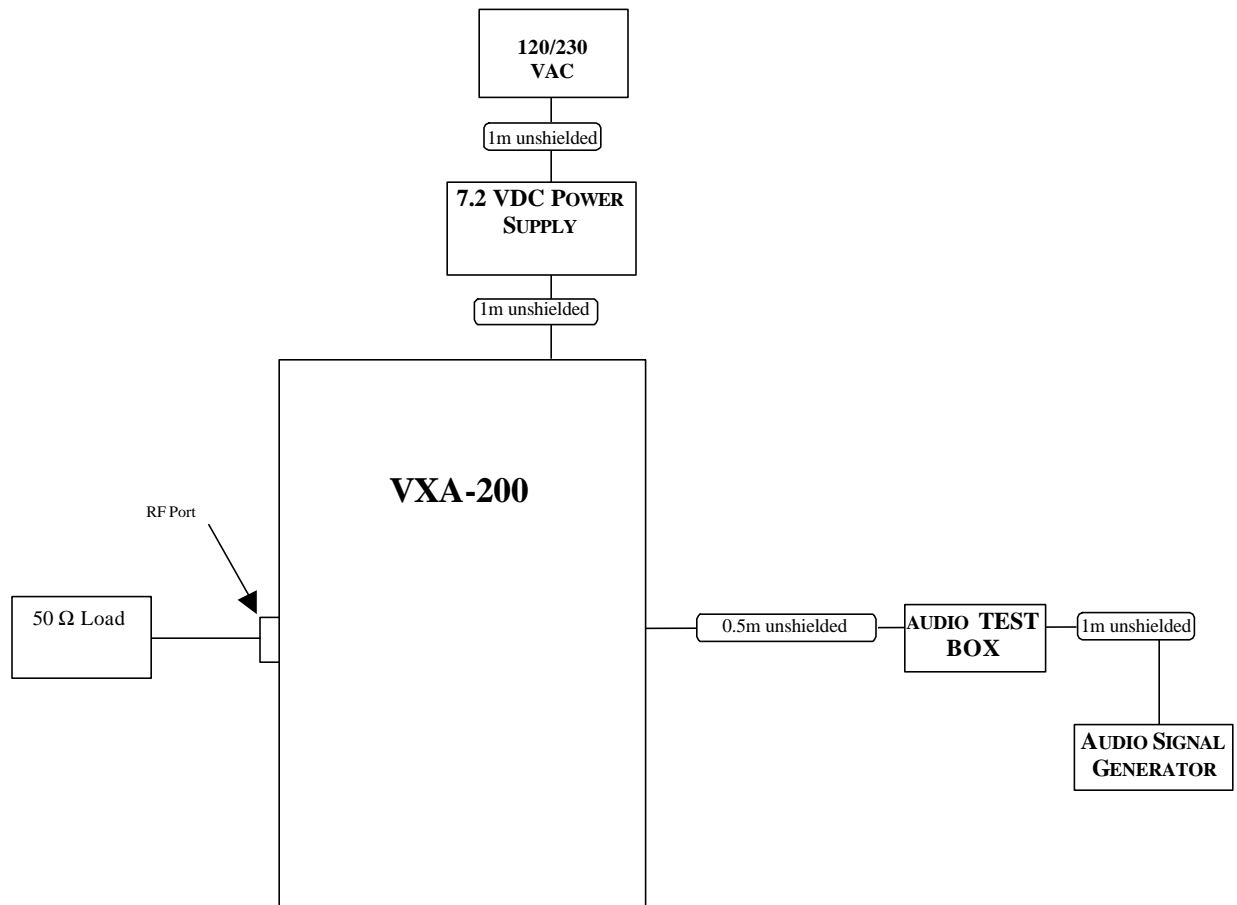 120/230
VAC
1m unshielded
7.2 VDC POWER
SUPPLY
1m unshielded
VXA-200
RF Port
50 Ω Load
0.5m unshielded
AUDIO TEST
BOX
1m unshielded
AUDIO SIGNAL
GENERATOR